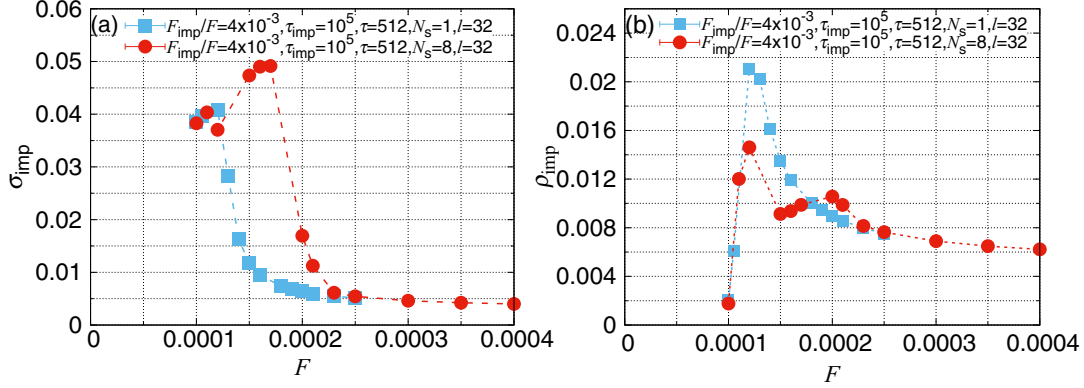 (a)
F_imp/F=4x10^-3,τ_imp=10^5,τ=512,N_s=1,l=32
F_imp/F=4x10^-3,τ_imp=10^5,τ=512,N_s=8,l=32
σ_imp
0.06
0.05
0.04
0.03
0.02
0.01
0
0 0.0001 0.0002 0.0003 0.0004
F
(b)
F_imp/F=4x10^-3,τ_imp=10^5,τ=512,N_s=1,l=32
F_imp/F=4x10^-3,τ_imp=10^5,τ=512,N_s=8,l=32
ρ_imp
0.024
0.02
0.016
0.012
0.008
0.004
0
0 0.0001 0.0002 0.0003 0.0004
F